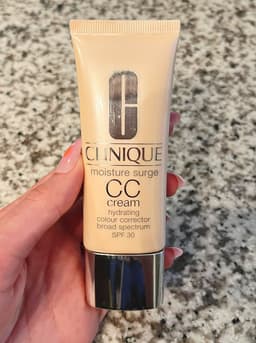 CLINIQUE
moisture surge
CC
cream
hydrating
colour corrector
broad spectrum
SPF 30